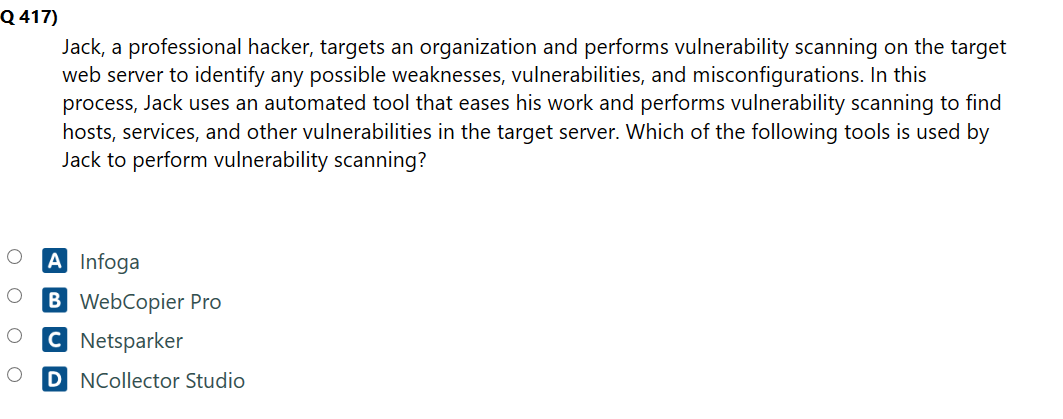 Q 417)
Jack, a professional hacker, targets an organization and performs vulnerability scanning on the target
web server to identify any possible weaknesses, vulnerabilities, and misconfigurations. In this
process, Jack uses an automated tool that eases his work and performs vulnerability scanning to find
hosts, services, and other vulnerabilities in the target server. Which of the following tools is used by
Jack to perform vulnerability scanning?
A Infoga
B WebCopier Pro
C Netsparker
D NCollector Studio